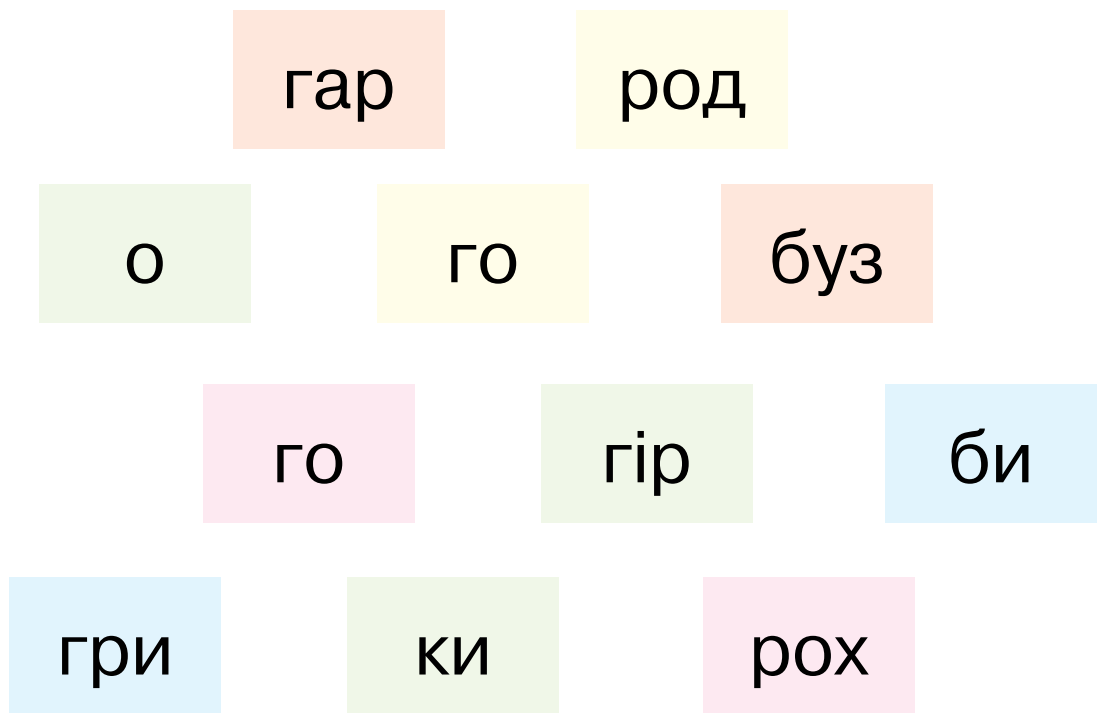 гар род
о го буз
го гір би
гри ки рох